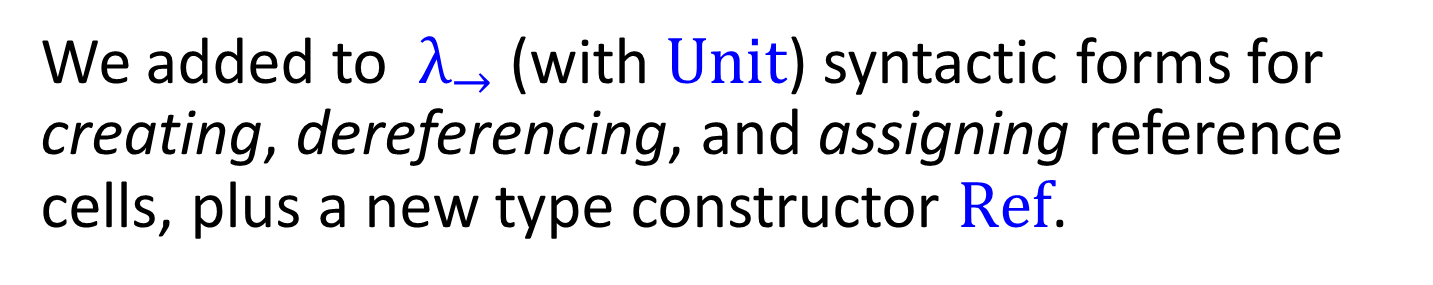 We added to λ→ (with Unit) syntactic forms for
creating, dereferencing, and assigning reference
cells, plus a new type constructor Ref.